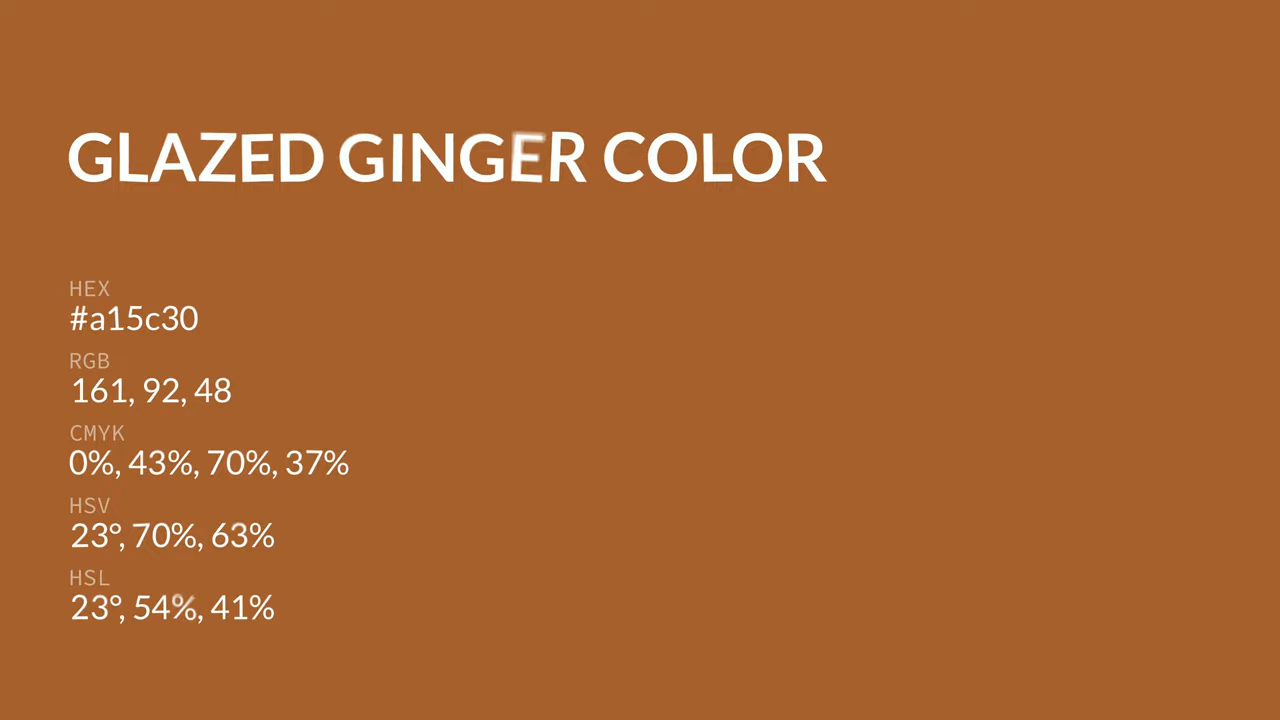 GLAZED GINGER COLOR
HEX
#a15c30
RGB
161, 92, 48
CMYK
0%, 43%, 70%, 37%
HSV
23°, 70%, 63%
HSL
23°, 54%, 41%